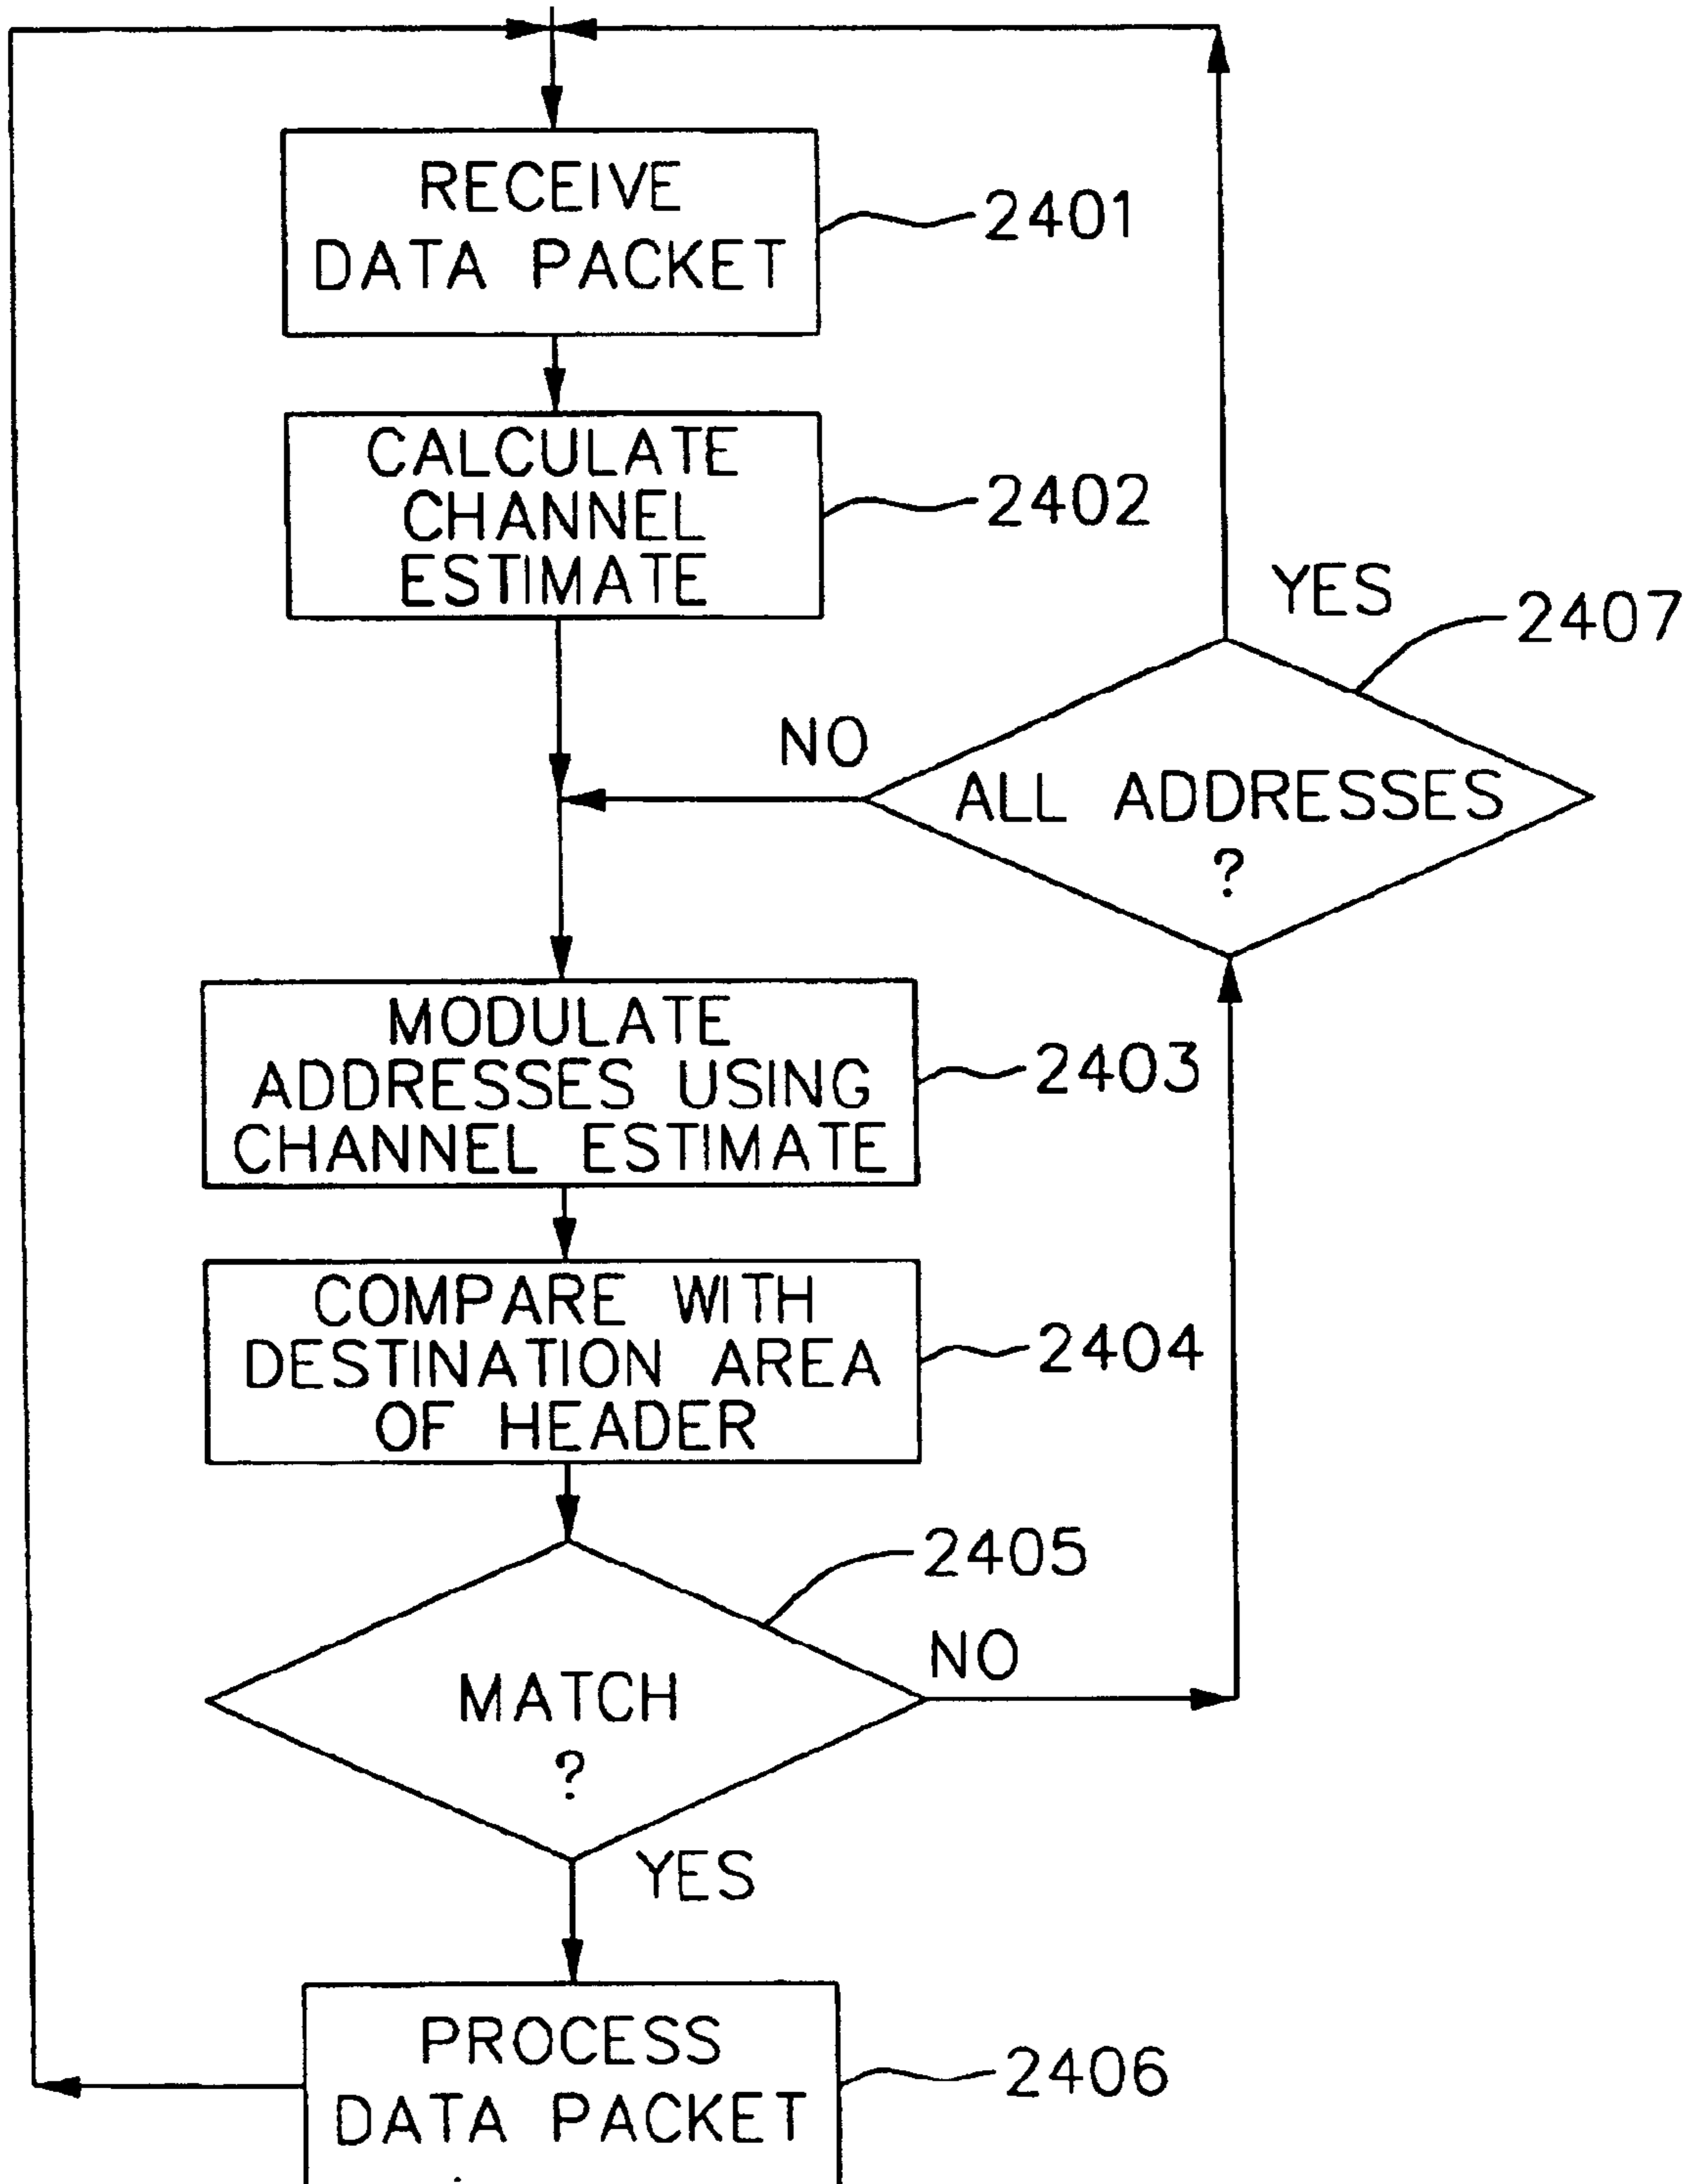 RECEIVE
DATA PACKET
2401
CALCULATE
CHANNEL
ESTIMATE
2402
YES
2407
NO
ALL ADDRESSES
?
MODULATE
ADDRESSES USING
CHANNEL ESTIMATE
2403
COMPARE WITH
DESTINATION AREA
OF HEADER
2404
2405
NO
MATCH
?
YES
PROCESS
DATA PACKET
2406